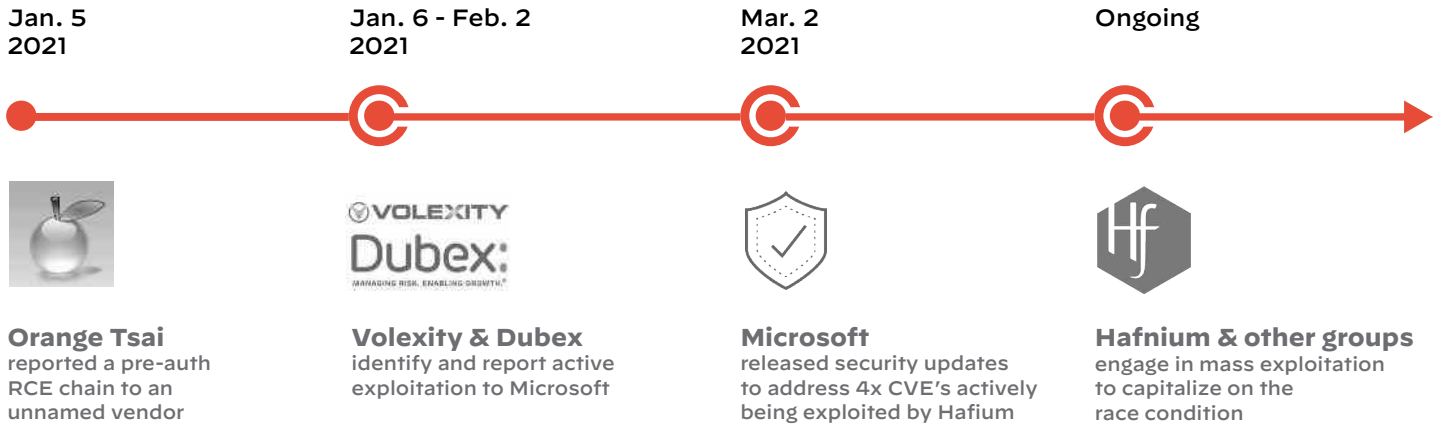 Jan. 5
2021
Jan. 6 - Feb. 2
2021
Mar. 2
2021
Ongoing
VOLEXITY
Dubex:
MANAGING RISK, ENABLING GROWTH.®
Hf
Orange Tsai
reported a pre-auth
RCE chain to an
unnamed vendor
Volexity & Dubex
identify and report active
exploitation to Microsoft
Microsoft
released security updates
to address 4x CVE's actively
being exploited by Hafium
Hafnium & other groups
engage in mass exploitation
to capitalize on the
race condition